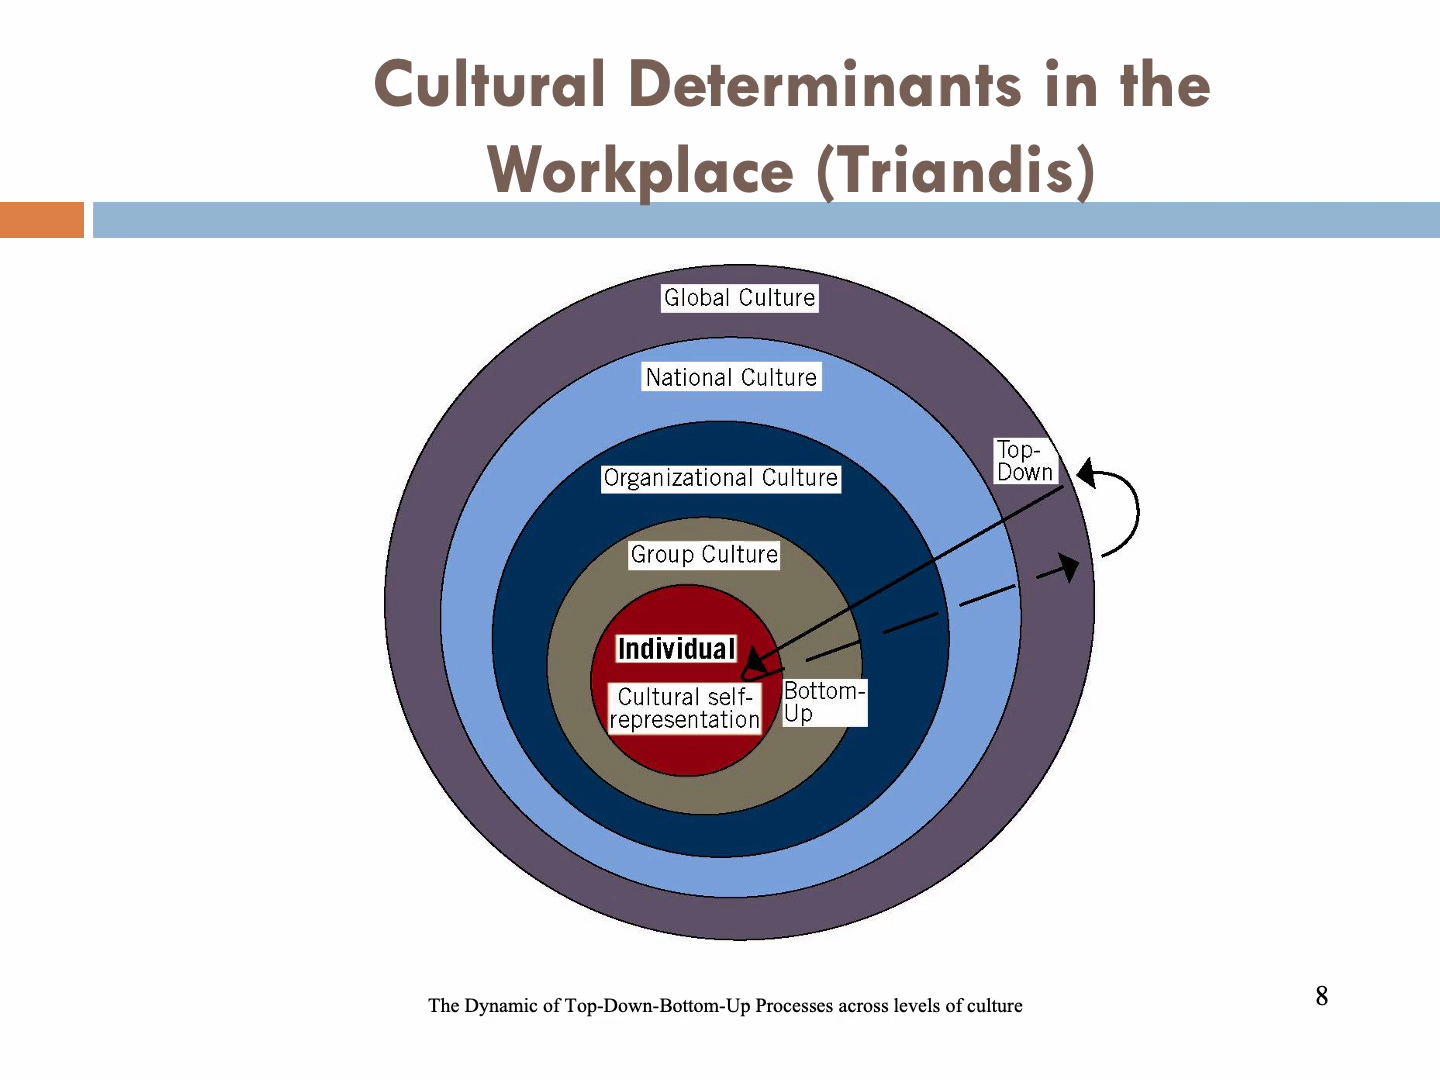 Cultural Determinants in the
Workplace (Triandis)
Global Culture
National Culture
Top-
Down
Organizational Culture
Group Culture
Individual
Cultural self-
representation
Bottom-
Up
The Dynamic of Top-Down-Bottom-Up Processes across levels of culture
8